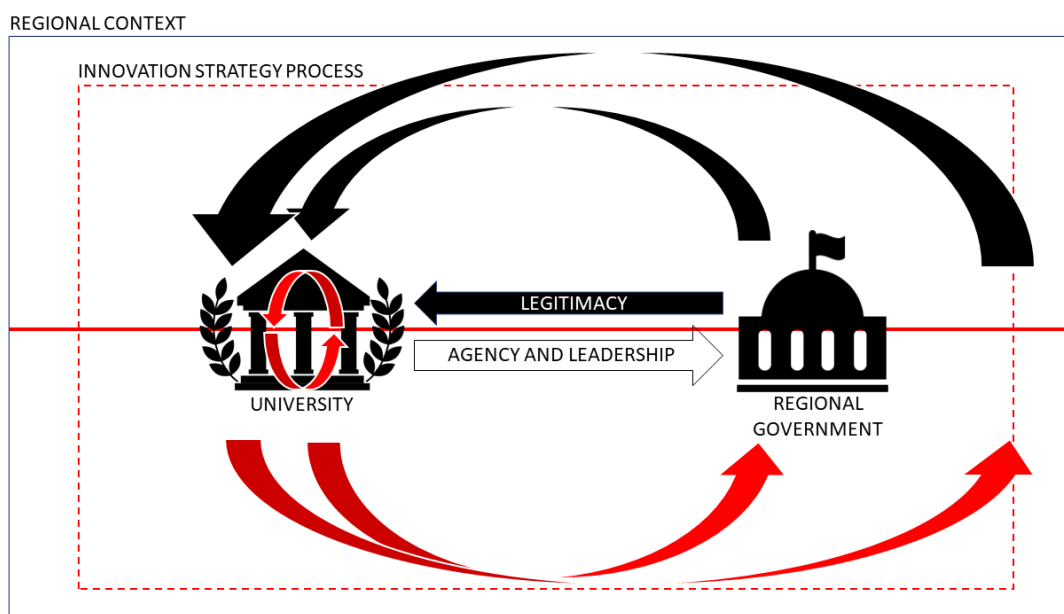 REGIONAL CONTEXT
INNOVATION STRATEGY PROCESS
LEGITIMACY
AGENCY AND LEADERSHIP
UNIVERSITY
REGIONAL
GOVERNMENT